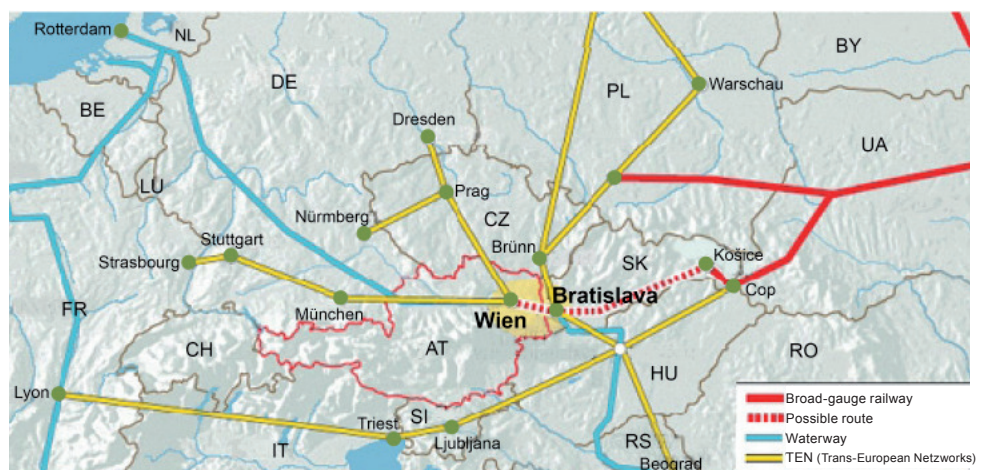 Rotterdam
NL
BY
DE
PL
Warschau
BE
Dresden
UA
LU
Prag
Nürmberg
CZ
Stuttgart
Strasbourg
Brünn
SK
Košice
Cop
Bratislava
München
Wien
FR
CH
AT
HU
RO
Lyon
SI
Triest
Ljubljana
IT
RS
Beograd
Broad-gauge railway
Possible route
Waterway
TEN (Trans-European Netzworks)